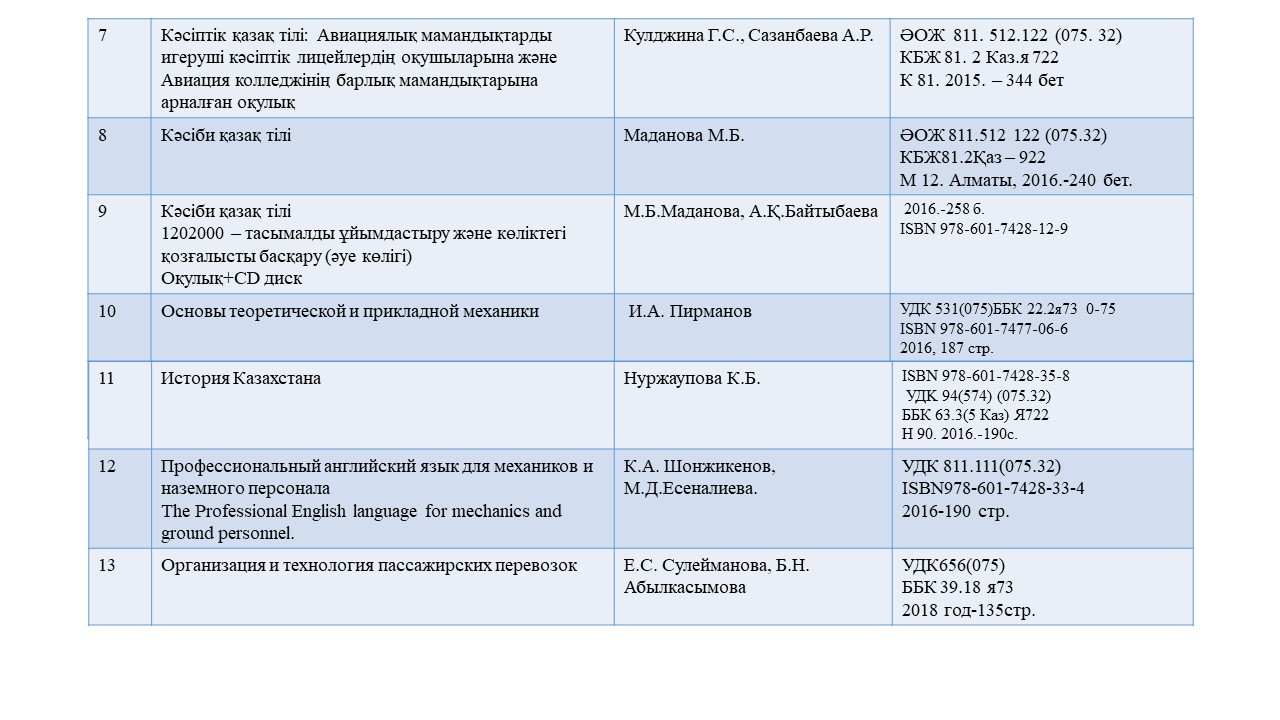 7
Кәсіптік қазақ тілі: Авиациялық мамандықтарды
игеруші кәсіптік лицейлердің оқушыларына және
Авиация колледжінің барлық мамандықтарына
арналған оқулық
Кулджина Г.С., Сазанбаева А.Р.
ӘОЖ 811. 512.122 (075. 32)
КБЖ 81. 2 Каз.я 722
К 81. 2015. – 344 бет
8
Кәсіби қазақ тілі
Маданова М.Б.
ӘОЖ 811.512 122 (075.32)
КБЖ81.2Қаз – 922
М 12. Алматы, 2016.-240 бет.
9
Кәсіби қазақ тілі
1202000 – тасымалды ұйымдастыру және көліктегі
қозғалысты басқару (әуе көлігі)
Оқулық+CD диск
М.Б.Маданова, А.Қ.Байтыбаева
2016.-258 б.
ISBN 978-601-7428-12-9
10
Основы теоретической и прикладной механики
И.А. Пирманов
УДК 531(075)ББК 22.2я73 0-75
ISBN 978-601-7477-06-6
2016, 187 стр.
11
История Казахстана
Нуржаупова К.Б.
ISBN 978-601-7428-35-8
УДК 94(574) (075.32)
ББК 63.3(5 Каз) Я722
Н 90. 2016.-190с.
12
Профессиональный английский язык для механиков и
наземного персонала
The Professional English language for mechanics and
ground personnel.
К.А. Шонжикенов,
М.Д.Есеналиева.
УДК 811.111(075.32)
ISBN978-601-7428-33-4
2016-190 стр.
13
Организация и технология пассажирских перевозок
Е.С. Сулейманова, Б.Н.
Абылкасымова
УДК656(075)
ББК 39.18 я73
2018 год-135стр.